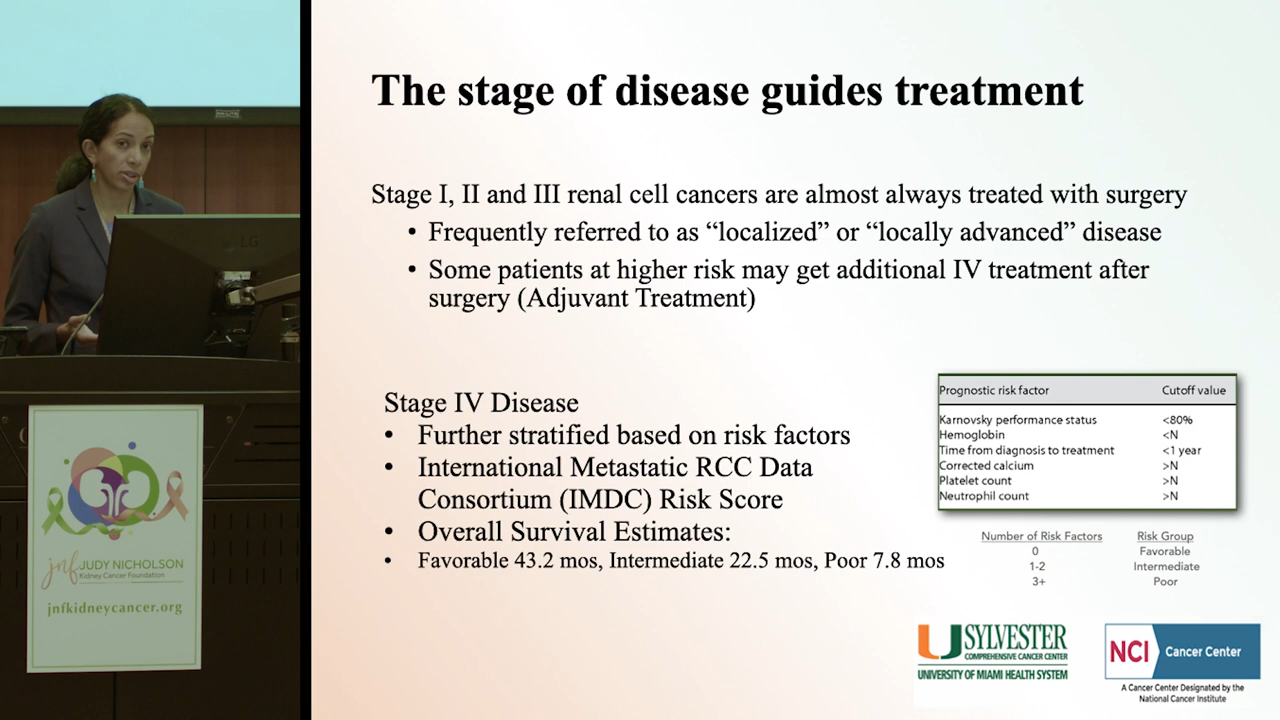 The stage of disease guides treatment
Stage I, II and III renal cell cancers are almost always treated with surgery
• Frequently referred to as “localized” or “locally advanced” disease
• Some patients at higher risk may get additional IV treatment after
surgery (Adjuvant Treatment)
Stage IV Disease
• Further stratified based on risk factors
• International Metastatic RCC Data
Consortium (IMDC) Risk Score
• Overall Survival Estimates:
• Favorable 43.2 mos, Intermediate 22.5 mos, Poor 7.8 mos
Prognostic risk factor Cutoff value
Karnovsky performance status <80%
Hemoglobin <N
Time from diagnosis to treatment <1 year
Corrected calcium >N
Platelet count >N
Neutrophil count >N
Number of Risk Factors Risk Group
0 Favorable
1-2 Intermediate
3+ Poor
U SYLVESTER
COMPREHENSIVE CANCER CENTER
UNIVERSITY OF MIAMI HEALTH SYSTEM
NCI Cancer Center
A Cancer Center Designated by the
National Cancer Institute
LG
jnf JUDY NICHOLSON
Kidney Cancer Foundation
jnfkidneycancer.org